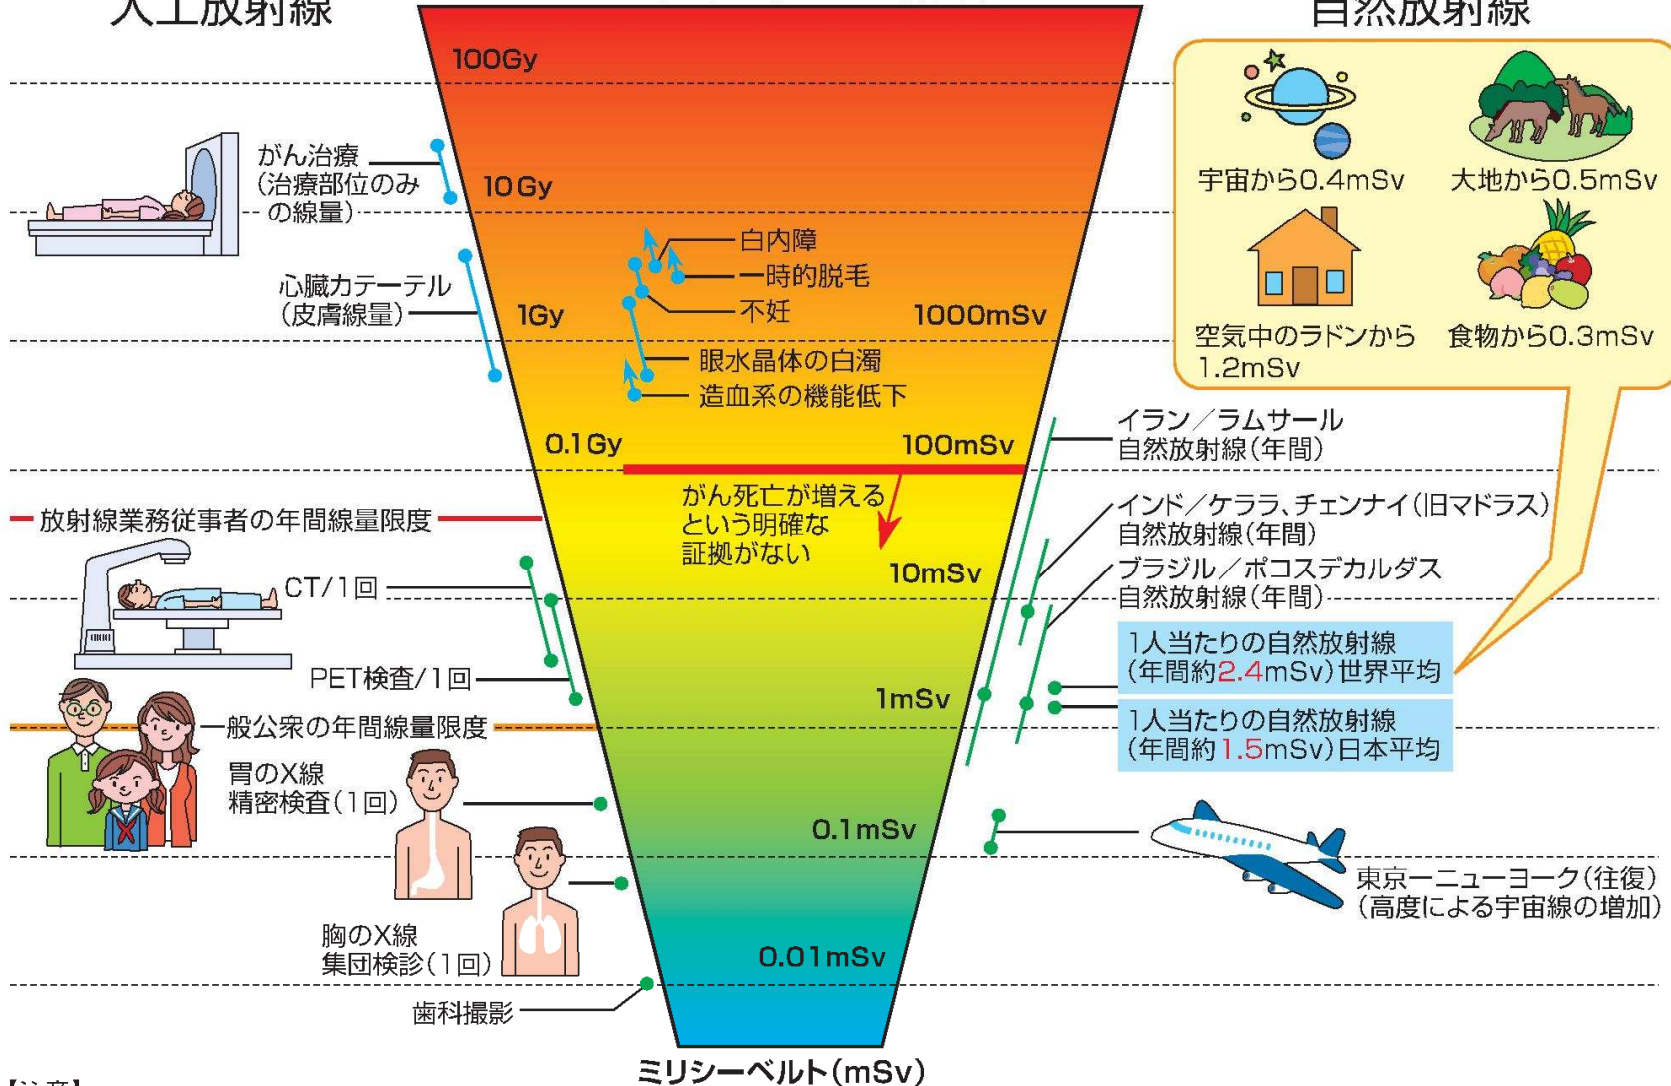 人工放射線
自然放射線
100Gy
がん治療
(治療部位のみ
の線量)
10Gy
宇宙から0.4mSv
大地から0.5mSv
白内障
一時的脱毛
不妊
心臓カテーテル
(皮膚線量)
1Gy
1000mSv
空気中のラドンから
1.2mSv
食物から0.3mSv
眼水晶体の白濁
造血系の機能低下
イラン／ラムサール
自然放射線(年間)
0.1Gy
100mSv
がん死亡が増える
という明確な
証拠がない
インド／ケララ、チェンナイ(旧マドラス)
自然放射線(年間)
放射線業務従事者の年間線量限度
10mSv
ブラジル／ポコスデカルダス
自然放射線(年間)
CT/1回
1人当たりの自然放射線
(年間約2.4mSv)世界平均
PET検査/1回
1mSv
1人当たりの自然放射線
(年間約1.5mSv)日本平均
一般公衆の年間線量限度
胃のX線
精密検査(1回)
0.1mSv
東京ーニューヨーク(往復)
(高度による宇宙線の増加)
胸のX線
集団検診(1回)
0.01mSv
歯科撮影
ミリシーベルト(mSv)